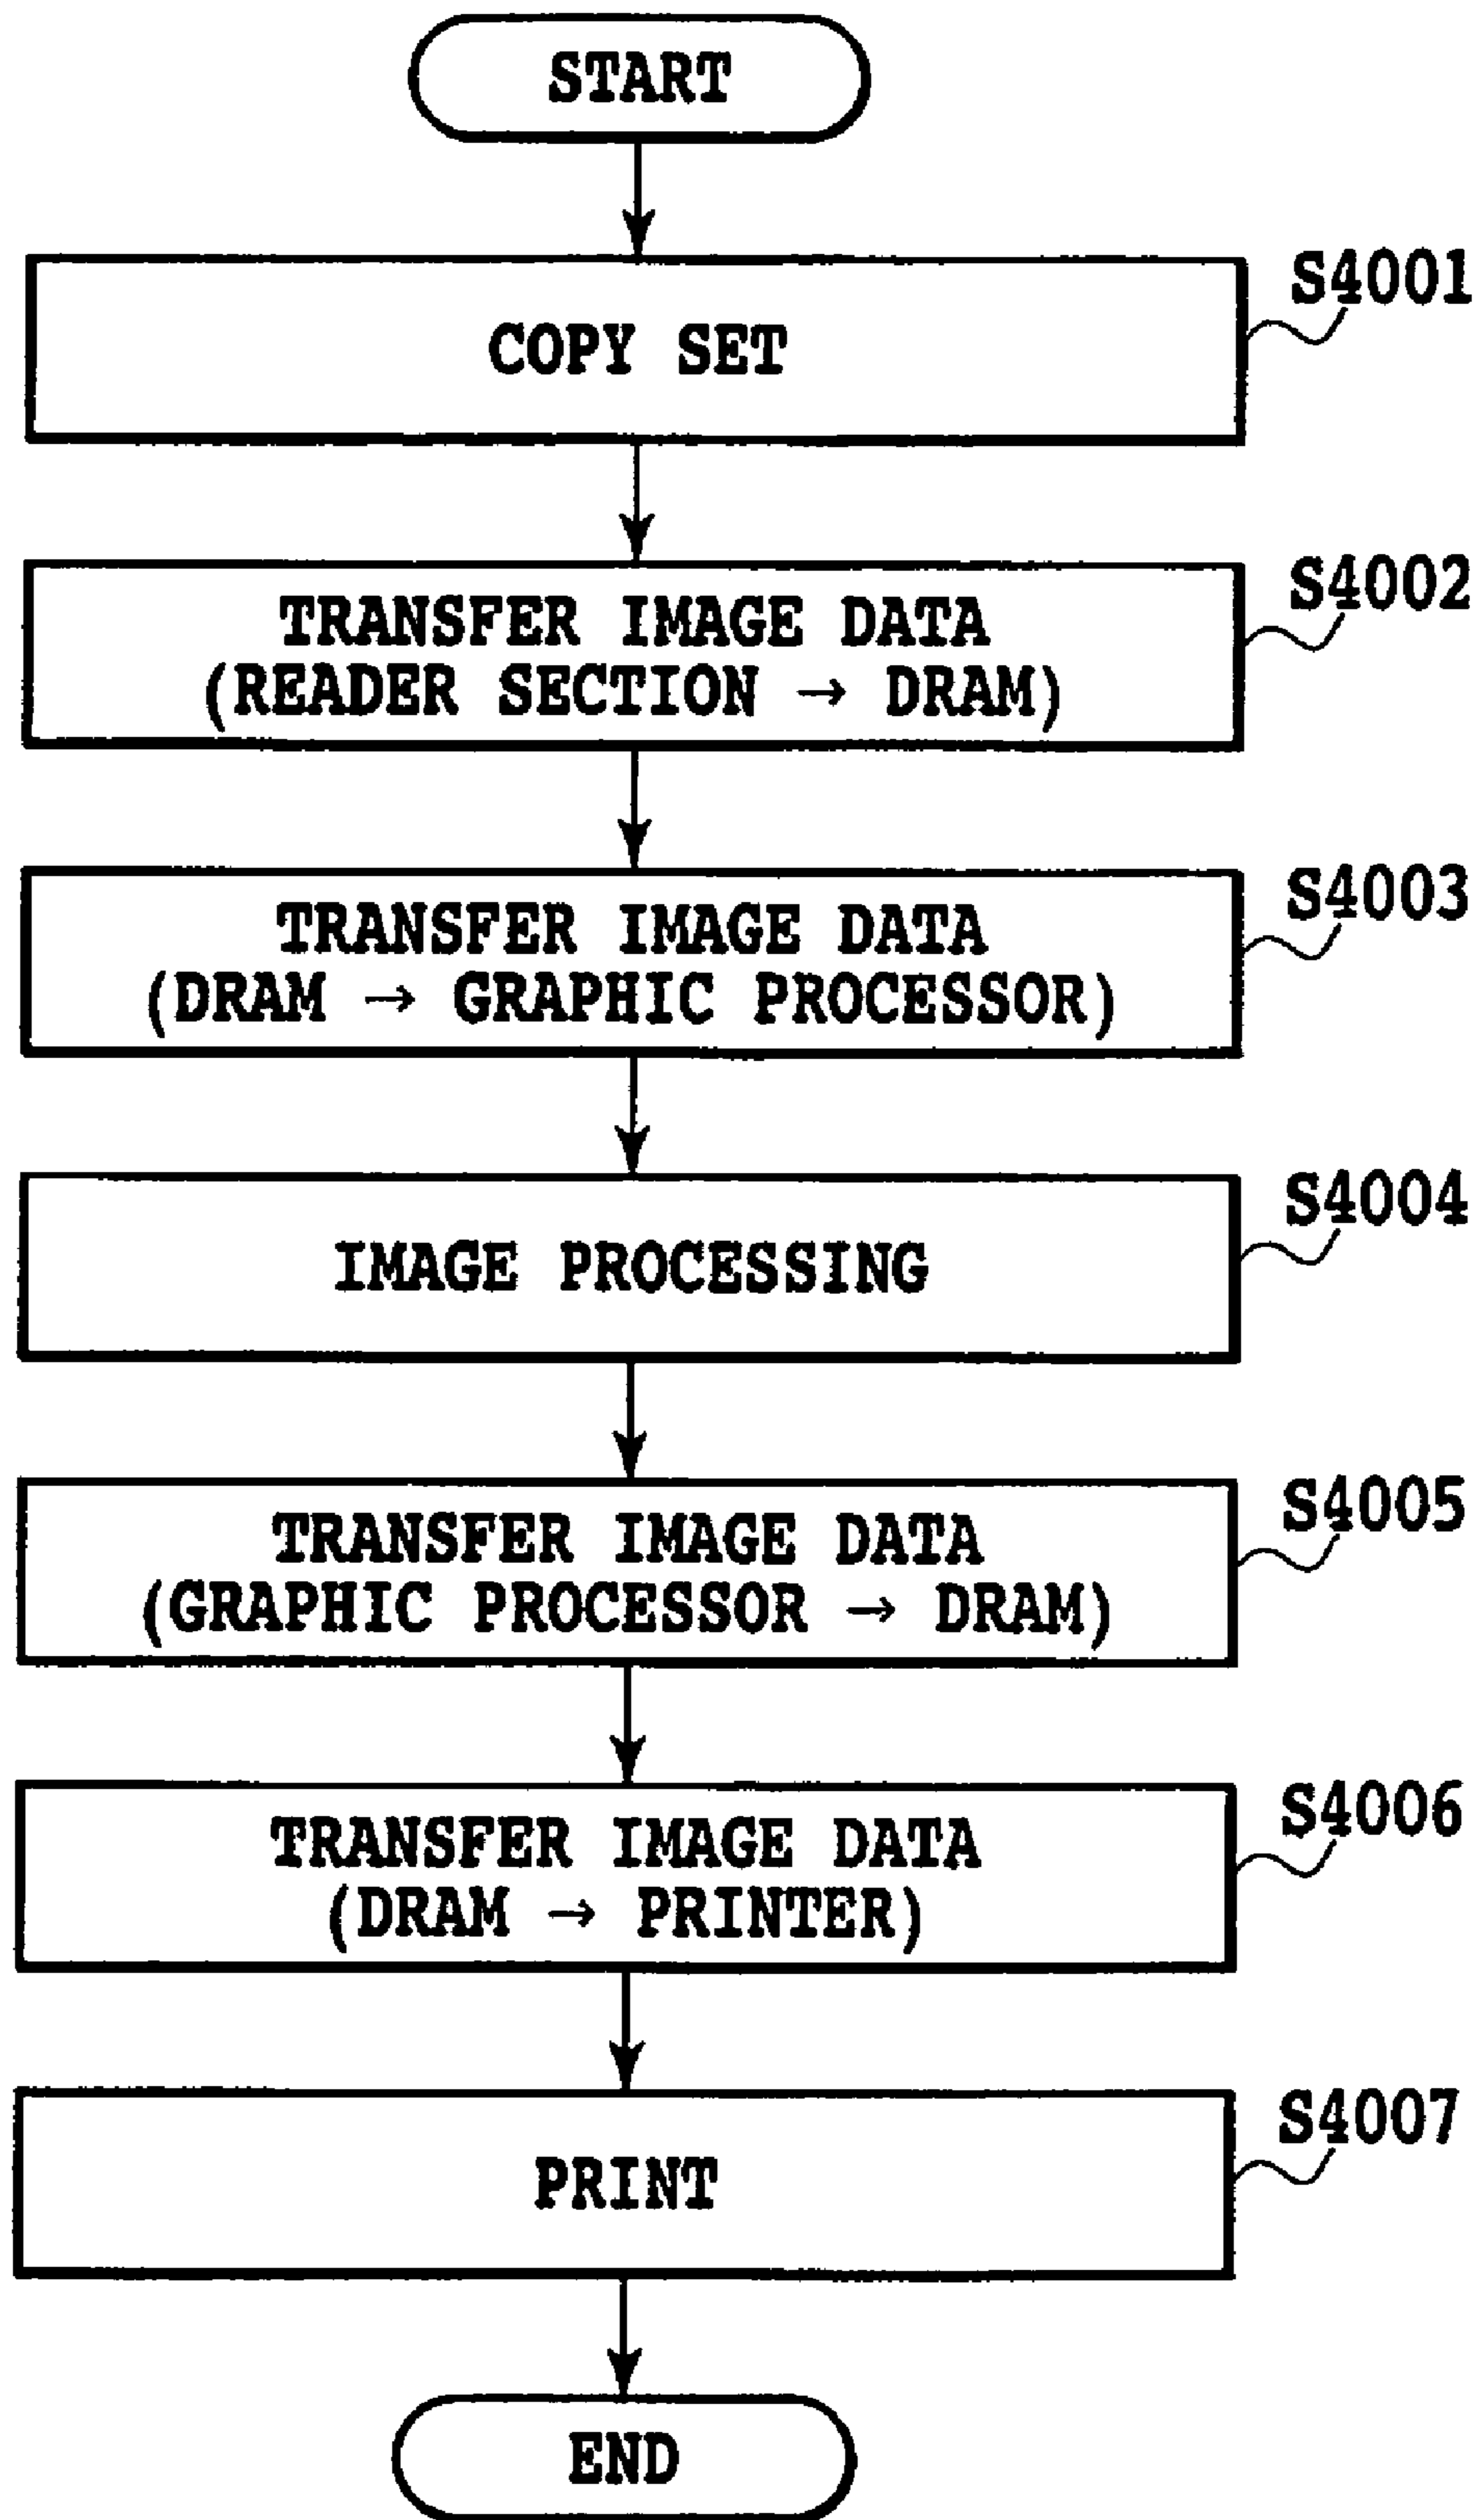 START
S4001
COPY SET
S4002
TRANSFER IMAGE DATA
(READER SECTION → DRAM)
S4003
TRANSFER IMAGE DATA
(DRAM → GRAPHIC PROCESSOR)
S4004
IMAGE PROCESSING
S4005
TRANSFER IMAGE DATA
(GRAPHIC PROCESSOR → DRAM)
S4006
TRANSFER IMAGE DATA
(DRAM → PRINTER)
S4007
PRINT
END